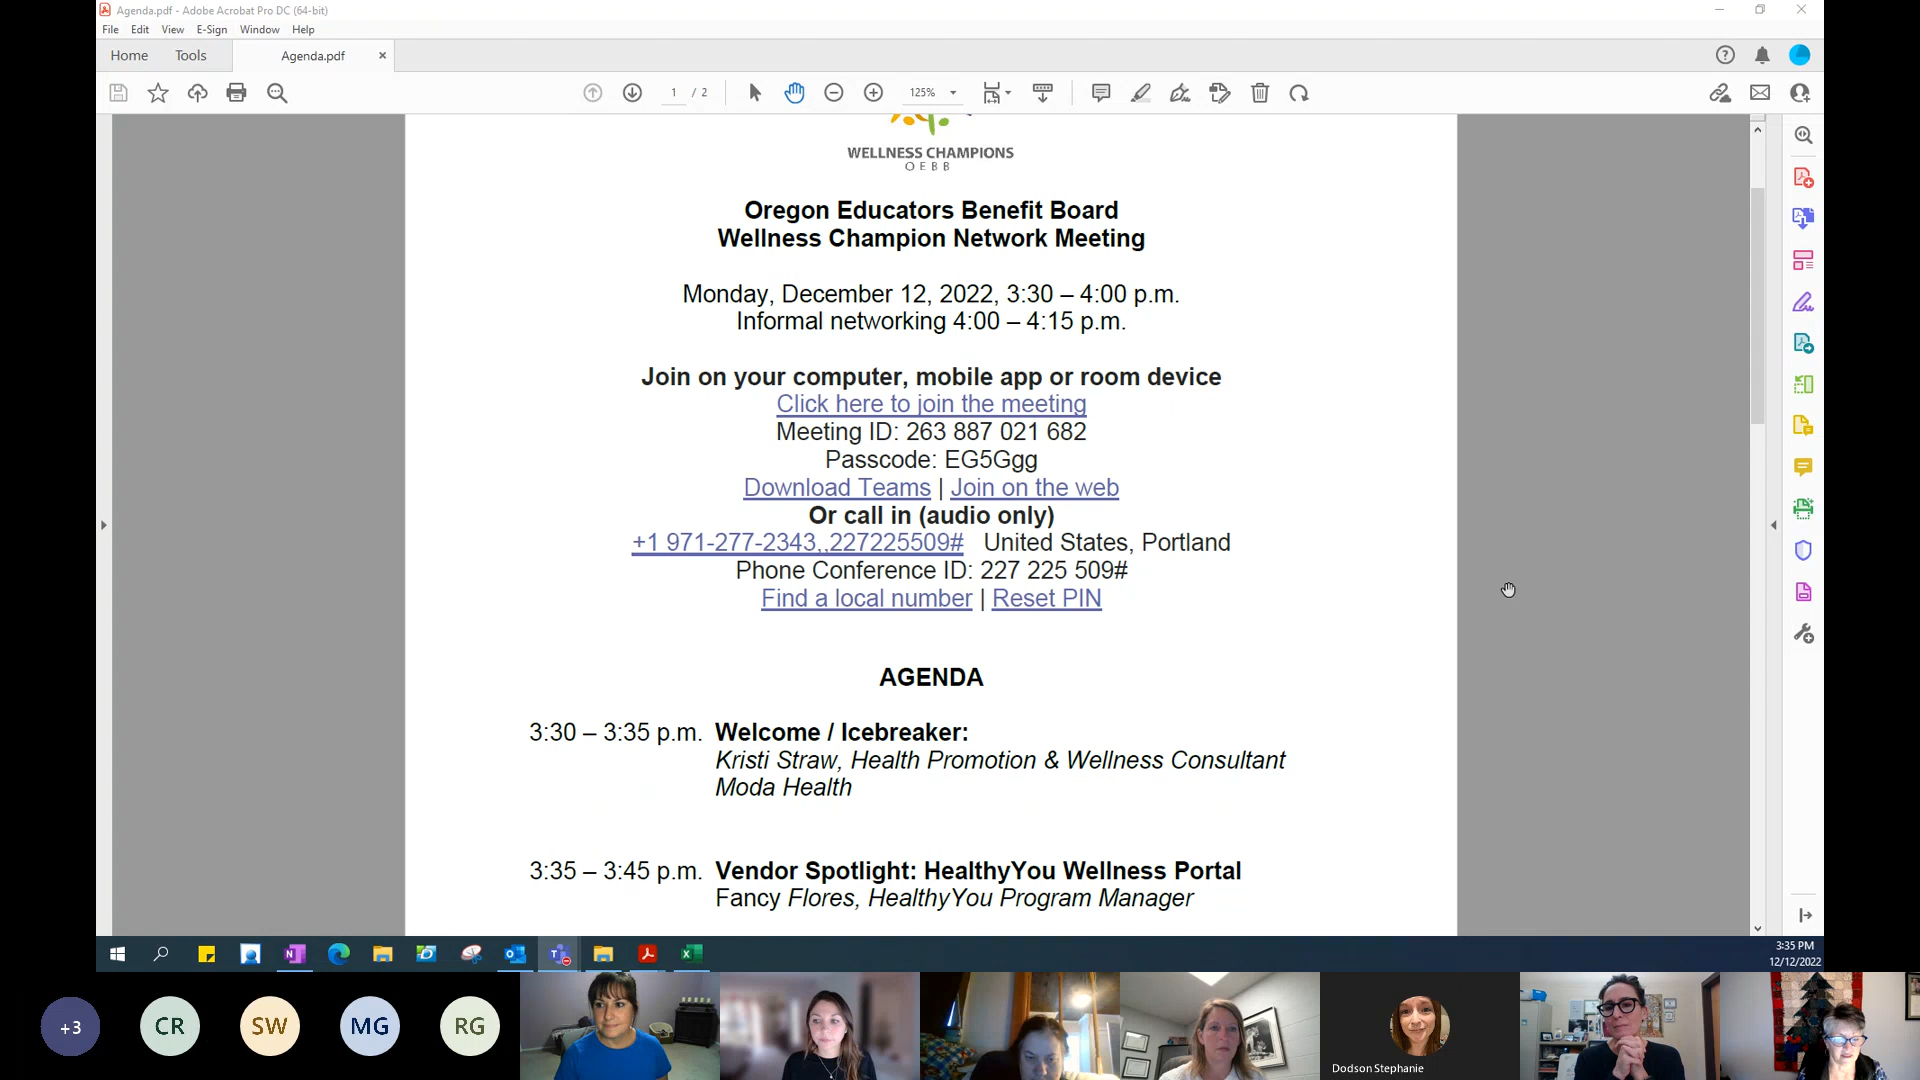 Agenda.pdf - Adobe Acrobat Pro DC (64-bit)
File Edit View E-Sign Window Help
Home Tools Agenda.pdf
1 / 2 125%
WELLNESS CHAMPIONS
OEBB
Oregon Educators Benefit Board
Wellness Champion Network Meeting
Monday, December 12, 2022, 3:30 – 4:00 p.m.
Informal networking 4:00 – 4:15 p.m.
Join on your computer, mobile app or room device
Click here to join the meeting
Meeting ID: 263 887 021 682
Passcode: EG5Ggg
Download Teams | Join on the web
Or call in (audio only)
+1 971-277-2343,,227225509# United States, Portland
Phone Conference ID: 227 225 509#
Find a local number | Reset PIN
AGENDA
3:30 – 3:35 p.m. Welcome / Icebreaker:
Kristi Straw, Health Promotion & Wellness Consultant
Moda Health
3:35 – 3:45 p.m. Vendor Spotlight: HealthyYou Wellness Portal
Fancy Flores, HealthyYou Program Manager
3:35 PM
12/12/2022
+3 CR SW MG RG
Dodson Stephanie